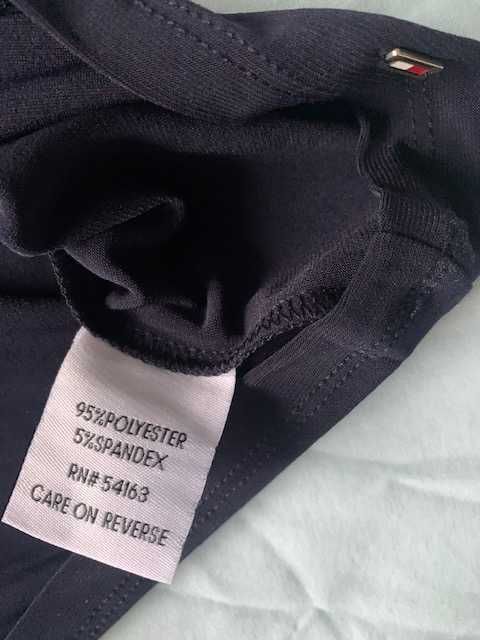 95%POLYESTER
5%SPANDEX
RN# 54163
CARE ON REVERSE